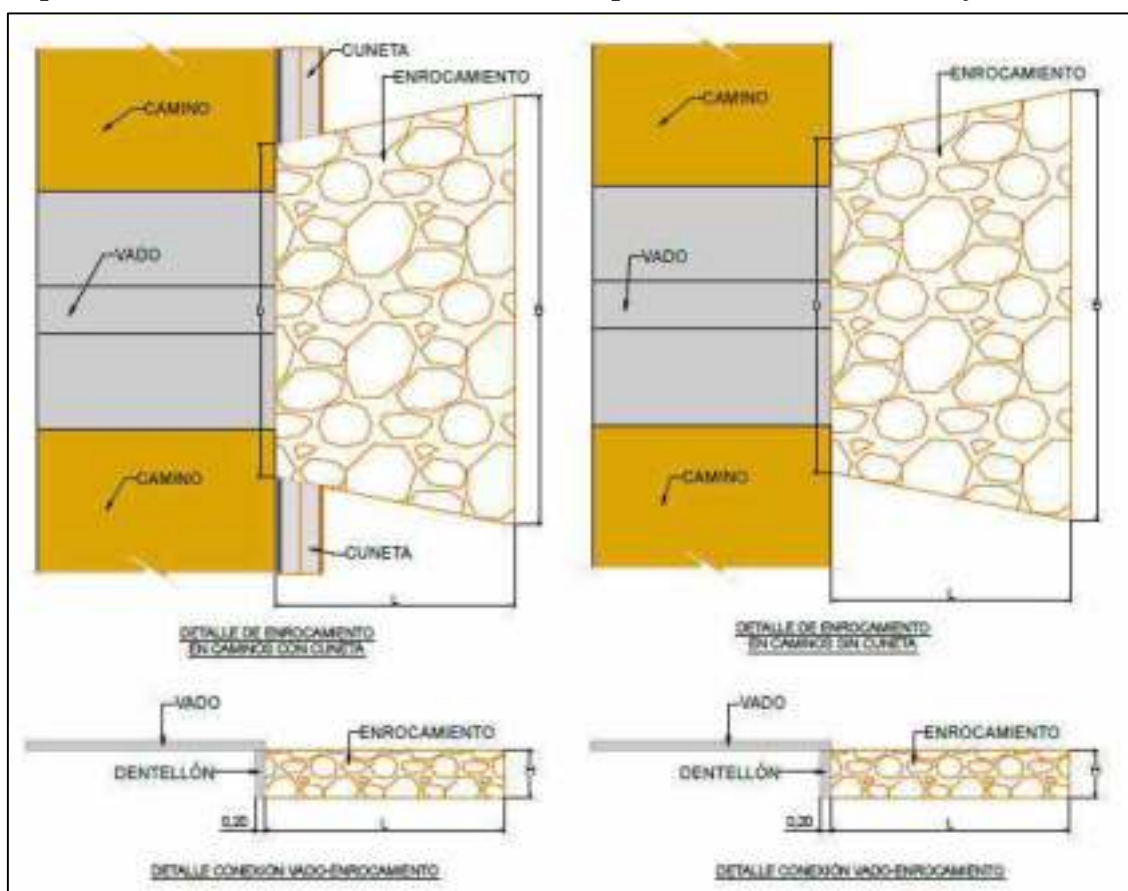 CUNETA
ENROCAMIENTO
CAMINO
VADO
CAMINO
CUNETA
L
DETALLE DE ENROCAMIENTO
EN CAMINOS CON CUNETA
ENROCAMIENTO
CAMINO
VADO
CAMINO
L
DETALLE DE ENROCAMIENTO
EN CAMINOS SIN CUNETA
VADO
ENROCAMIENTO
DENTELLÓN
0,20
L
DETALLE CONEXIÓN VADO-ENROCAMIENTO
VADO
ENROCAMIENTO
DENTELLÓN
0,20
L
DETALLE CONEXIÓN VADO-ENROCAMIENTO